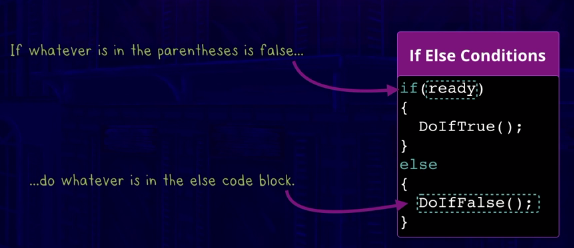 If whatever is in the parentheses is false...
If Else Conditions
if(ready)
{
DoIfTrue();
}
else
...do whatever is in the else code block.
{
DoIfFalse();
}